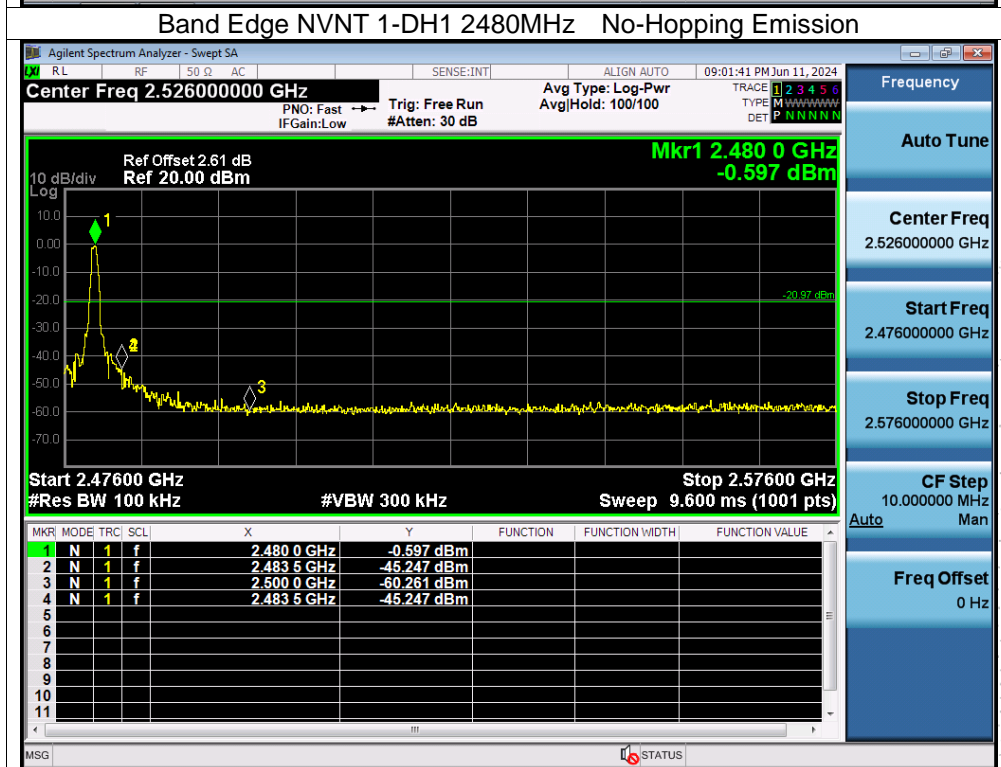 Band Edge NVNT 1-DH1 2480MHz No-Hopping Emission
Agilent Spectrum Analyzer - Swept SA
LXI RL RF 50 Ω AC SENSE:INT ALIGN AUTO 09:01:41 PM Jun 11, 2024
Center Freq 2.526000000 GHz
PNO: Fast
IFGain:Low
Trig: Free Run
#Atten: 30 dB
Avg Type: Log-Pwr
Avg|Hold: 100/100
TRACE 1 2 3 4 5 6
TYPE M WWWWW
DET P N N N N N
Frequency
Auto Tune
Center Freq
2.526000000 GHz
Start Freq
2.476000000 GHz
Stop Freq
2.576000000 GHz
CF Step
10.000000 MHz
Auto Man
Freq Offset
0 Hz
Mkr1 2.480 0 GHz
-0.597 dBm
Ref Offset 2.61 dB
10 dB/div Ref 20.00 dBm
Log
10.0
0.00
-10.0
-20.0
-30.0
-40.0
-50.0
-60.0
-70.0
1
-20.97 dBm
3
Start 2.47600 GHz Stop 2.57600 GHz
#Res BW 100 kHz #VBW 300 kHz Sweep 9.600 ms (1001 pts)
MKR MODE TRC SCL X Y FUNCTION FUNCTION WIDTH FUNCTION VALUE
1 N 1 f 2.480 0 GHz -0.597 dBm
2 N 1 f 2.483 5 GHz -45.247 dBm
3 N 1 f 2.500 0 GHz -60.261 dBm
4 N 1 f 2.483 5 GHz -45.247 dBm
5
6
7
8
9
10
11
MSG STATUS